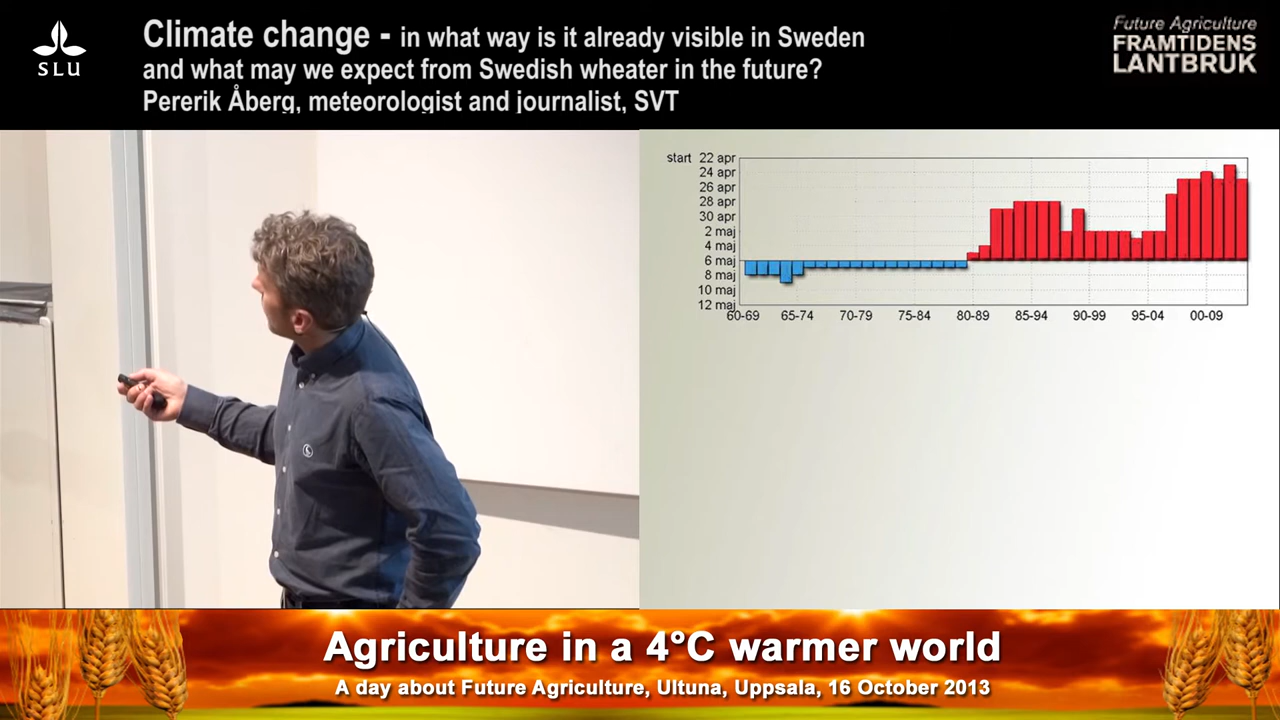 SLU
Climate change - in what way is it already visible in Sweden
and what may we expect from Swedish wheater in the future?
Pererik Åberg, meteorologist and journalist, SVT
Future Agriculture
FRAMTIDENS
LANTBRUK
start 22 apr
24 apr
26 apr
28 apr
30 apr
2 maj
4 maj
6 maj
8 maj
10 maj
12 maj
60-69 65-74 70-79 75-84 80-89 85-94 90-99 95-04 00-09
Agriculture in a 4°C warmer world
A day about Future Agriculture, Ultuna, Uppsala, 16 October 2013